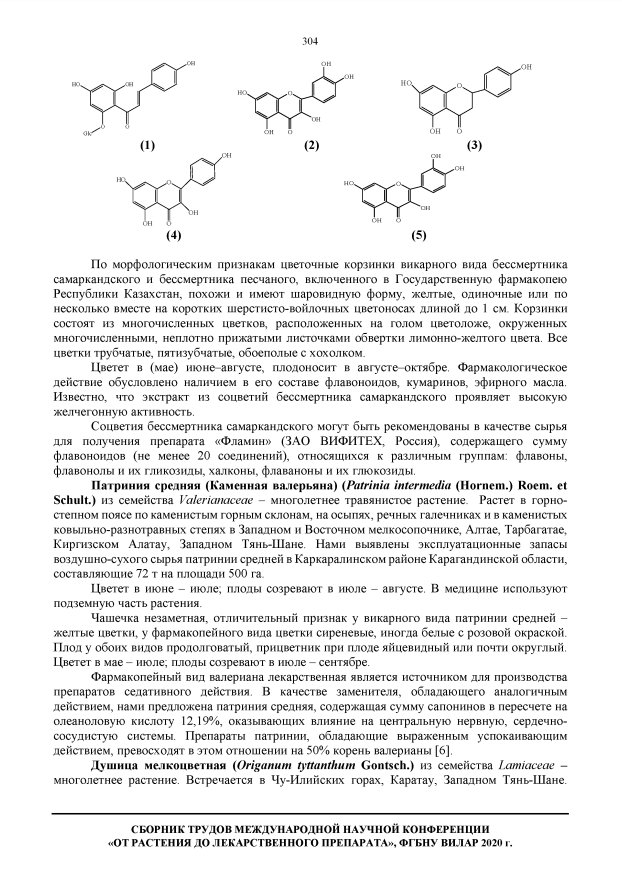 304
HO OH OH
Glc O O
(1)
HO O OH OH
OH O OH
(2)
HO O OH
OH O
(3)
HO O OH
OH O OH
(4)
HO O OH OH
OH O OH
(5)
По морфологическим признакам цветочные корзинки викарного вида бессмертника
самаркандского и бессмертника песчаного, включенного в Государственную фармакопею
Республики Казахстан, похожи и имеют шаровидную форму, желтые, одиночные или по
несколько вместе на коротких шерстисто-войлочных цветоносах длиной до 1 см. Корзинки
состоят из многочисленных цветков, расположенных на голом цветоложе, окруженных
многочисленными, неплотно прижатыми листочками обвертки лимонно-желтого цвета. Все
цветки трубчатые, пятизубчатые, обоеполые с хохолком.
Цветет в (мае) июне–августе, плодоносит в августе–октябре. Фармакологическое
действие обусловлено наличием в его составе флавоноидов, кумаринов, эфирного масла.
Известно, что экстракт из соцветий бессмертника самаркандского проявляет высокую
желчегонную активность.
Соцветия бессмертника самаркандского могут быть рекомендованы в качестве сырья
для получения препарата «Фламин» (ЗАО ВИФИТЕХ, Россия), содержащего сумму
флавоноидов (не менее 20 соединений), относящихся к различным группам: флавоны,
флавонолы и их гликозиды, халконы, флаваноны и их глюкозиды.
Патриния средняя (Каменная валерьяна) (Patrinia intermedia (Hornem.) Roem. et
Schult.) из семейства Valerianaceae – многолетнее травянистое растение. Растет в горно-
степном поясе по каменистым горным склонам, на осыпях, речных галечниках и в каменистых
ковыльно-разнотравных степях в Западном и Восточном мелкосопочнике, Алтае, Тарбагатае,
Киргизском Алатау, Западном Тянь-Шане. Нами выявлены эксплуатационные запасы
воздушно-сухого сырья патринии средней в Каркаралинском районе Карагандинской области,
составляющие 72 т на площади 500 га.
Цветет в июне – июле; плоды созревают в июле – августе. В медицине используют
подземную часть растения.
Чашечка незаметная, отличительный признак у викарного вида патринии средней –
желтые цветки, у фармакопейного вида цветки сиреневые, иногда белые с розовой окраской.
Плод у обоих видов продолговатый, прицветник при плоде яйцевидный или почти округлый.
Цветет в мае – июле; плоды созревают в июле – сентябре.
Фармакопейный вид валериана лекарственная является источником для производства
препаратов седативного действия. В качестве заменителя, обладающего аналогичным
действием, нами предложена патриния средняя, содержащая сумму сапонинов в пересчете на
олеаноловую кислоту 12,19%, оказывающих влияние на центральную нервную, сердечно-
сосудистую системы. Препараты патринии, обладающие выраженным успокаивающим
действием, превосходят в этом отношении на 50% корень валерианы [6].
Душица мелкоцветная (Origanum tyttanthum Gontsch.) из семейства Lamiaceae –
многолетнее растение. Встречается в Чу-Илийских горах, Каратау, Западном Тянь-Шане.
СБОРНИК ТРУДОВ МЕЖДУНАРОДНОЙ НАУЧНОЙ КОНФЕРЕНЦИИ
«ОТ РАСТЕНИЯ ДО ЛЕКАРСТВЕННОГО ПРЕПАРАТА», ФГБНУ ВИЛАР 2020 г.